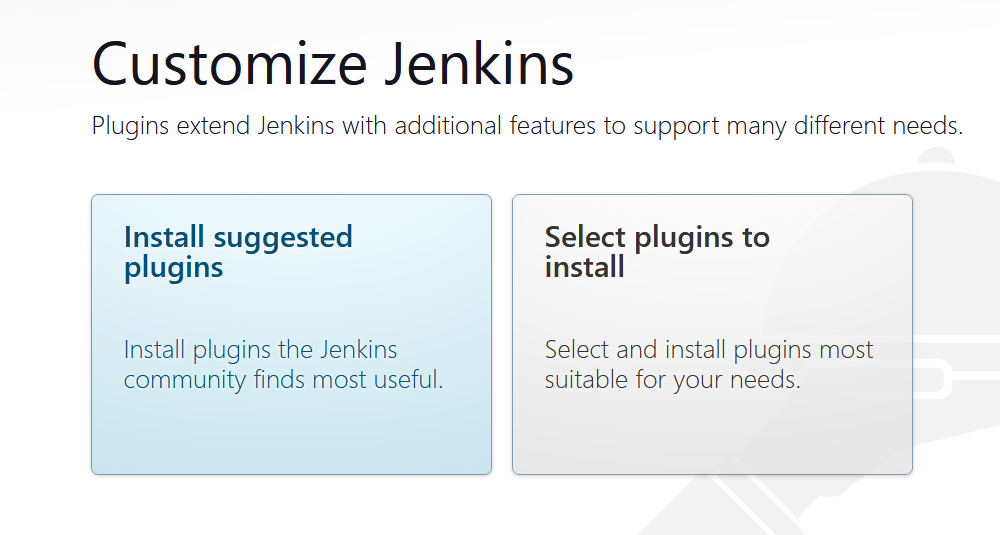 Customize Jenkins
Plugins extend Jenkins with additional features to support many different needs.
Install suggested
plugins
Install plugins the Jenkins
community finds most useful.
Select plugins to
install
Select and install plugins most
suitable for your needs.